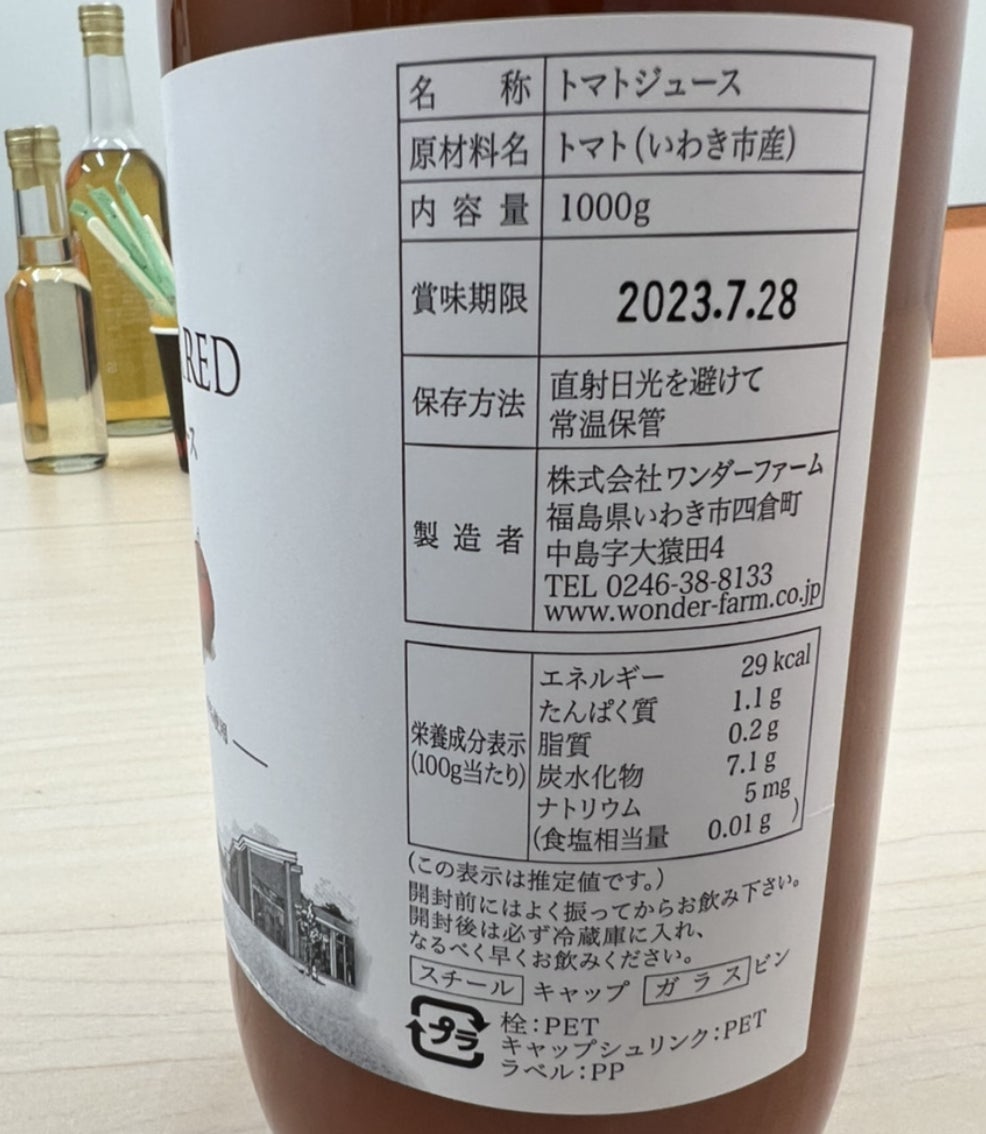 RED
ース
名称 トマトジュース
原材料名 トマト(いわき市産)
内容量 1000g
賞味期限 2023.7.28
保存方法 直射日光を避けて
常温保管
製造者 株式会社ワンダーファーム
福島県いわき市四倉町
中島字大猿田4
TEL 0246-38-8133
www.wonder-farm.co.jp
栄養成分表示
(100g当たり)
エネルギー 29 kcal
たんぱく質 1.1 g
脂質 0.2 g
炭水化物 7.1 g
ナトリウム 5 mg
(食塩相当量 0.01 g )
(この表示は推定値です。)
開封前にはよく振ってからお飲み下さい。
開封後は必ず冷蔵庫に入れ、
なるべく早くお飲みください。
スチール キャップ ガラス ビン
プラ
栓:PET
キャップシュリンク:PET
ラベル:PP